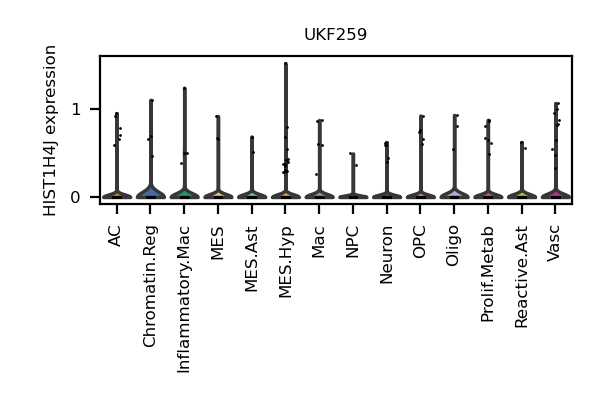 UKF259
HIST1H4J expression
1
0
AC
Chromatin.Reg
Inflammatory.Mac
MES
MES.Ast
MES.Hyp
Mac
NPC
Neuron
OPC
Oligo
Prolif.Metab
Reactive.Ast
Vasc